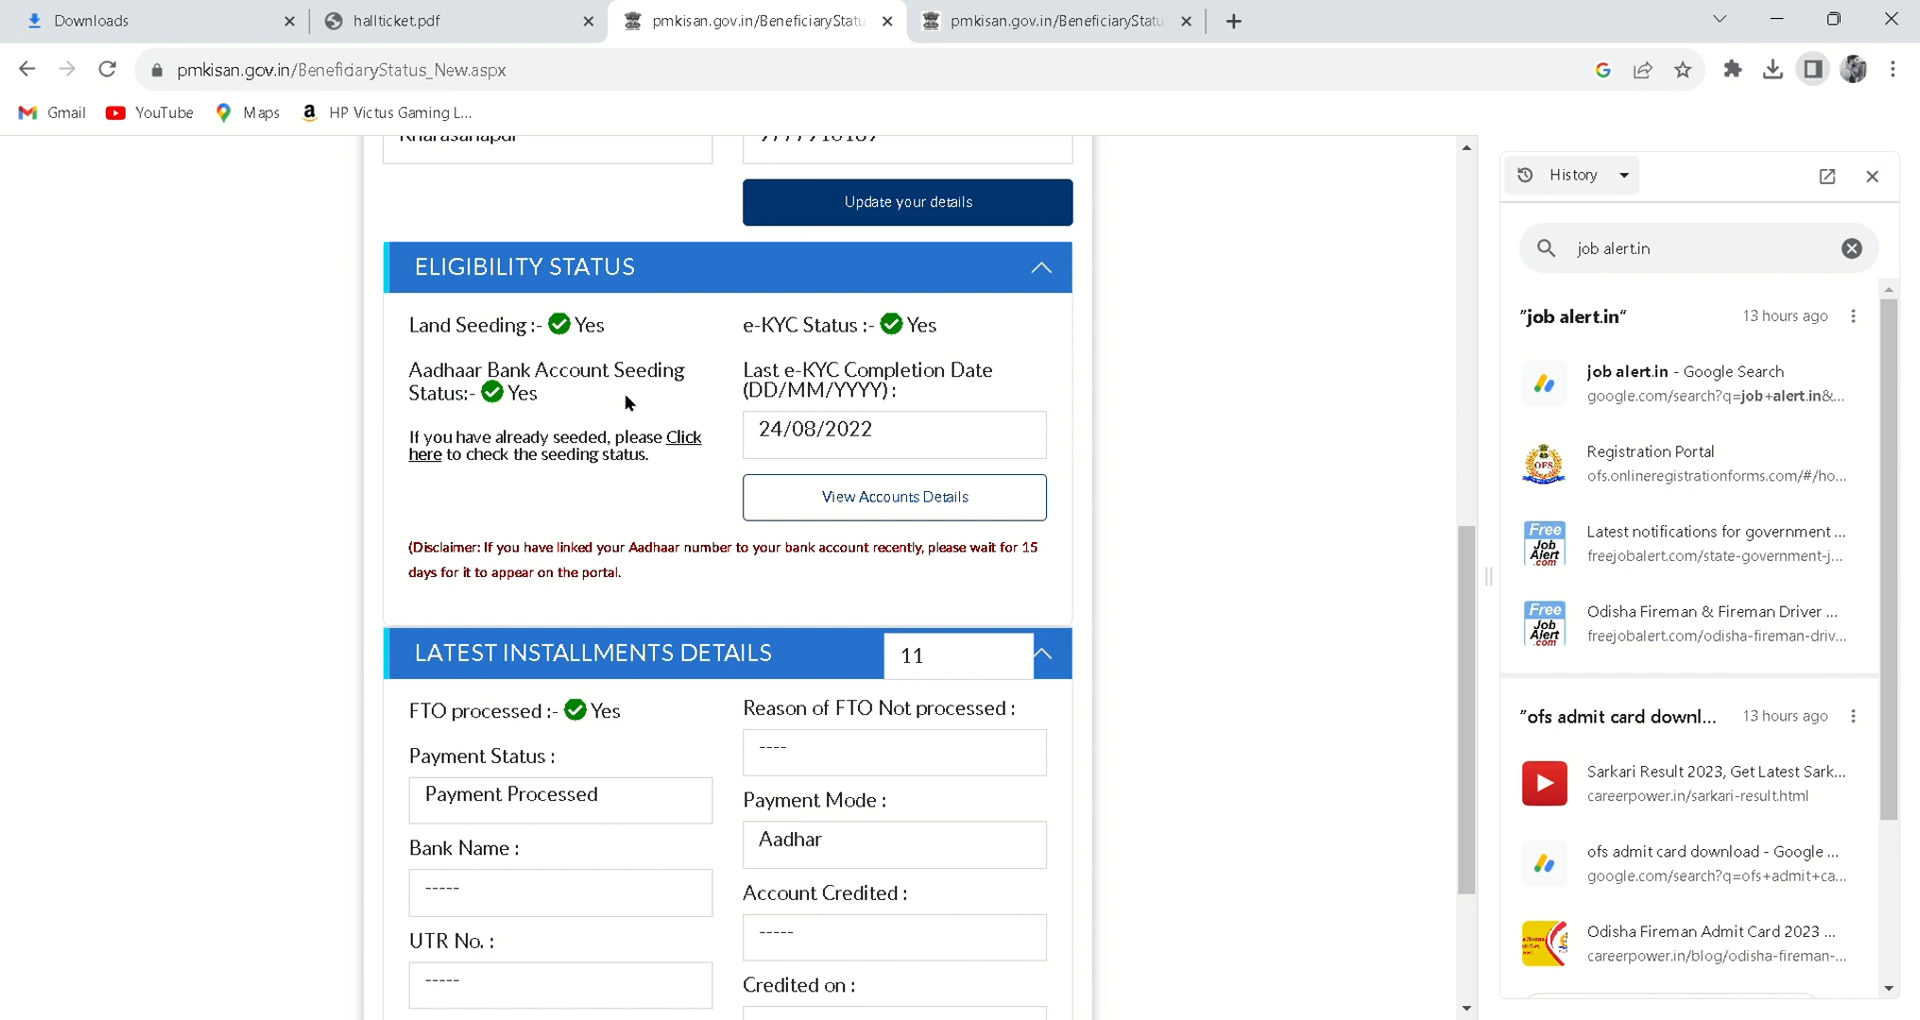 Downloads
hallticket.pdf
pmkisan.gov.in/BeneficiaryStatu
pmkisan.gov.in/BeneficiaryStatu
pmkisan.gov.in/BeneficiaryStatus_New.aspx
Gmail
YouTube
Maps
HP Victus Gaming L...
Update your details
ELIGIBILITY STATUS
Land Seeding :- Yes
e-KYC Status :- Yes
Aadhaar Bank Account Seeding
Status:- Yes
Last e-KYC Completion Date
(DD/MM/YYYY) :
24/08/2022
If you have already seeded, please Click
here to check the seeding status.
View Accounts Details
(Disclaimer: If you have linked your Aadhaar number to your bank account recently, please wait for 15
days for it to appear on the portal.
LATEST INSTALLMENTS DETAILS
11
FTO processed :- Yes
Reason of FTO Not processed :
----
Payment Status :
Payment Processed
Payment Mode :
Aadhar
Bank Name :
-----
Account Credited :
-----
UTR No. :
-----
Credited on :
History
job alert.in
"job alert.in"
13 hours ago
job alert.in - Google Search
google.com/search?q=job+alert.in&...
OFS
Registration Portal
ofs.onlineregistrationforms.com/#/ho...
Free
Job
Alert
.com
Latest notifications for government ...
freejobalert.com/state-government-j...
Free
Job
Alert
.com
Odisha Fireman & Fireman Driver ...
freejobalert.com/odisha-fireman-driv...
"ofs admit card downl...
13 hours ago
Sarkari Result 2023, Get Latest Sark...
careerpower.in/sarkari-result.html
ofs admit card download - Google ...
google.com/search?q=ofs+admit+ca...
Odisha Fireman Admit Card 2023 ...
careerpower.in/blog/odisha-fireman-...